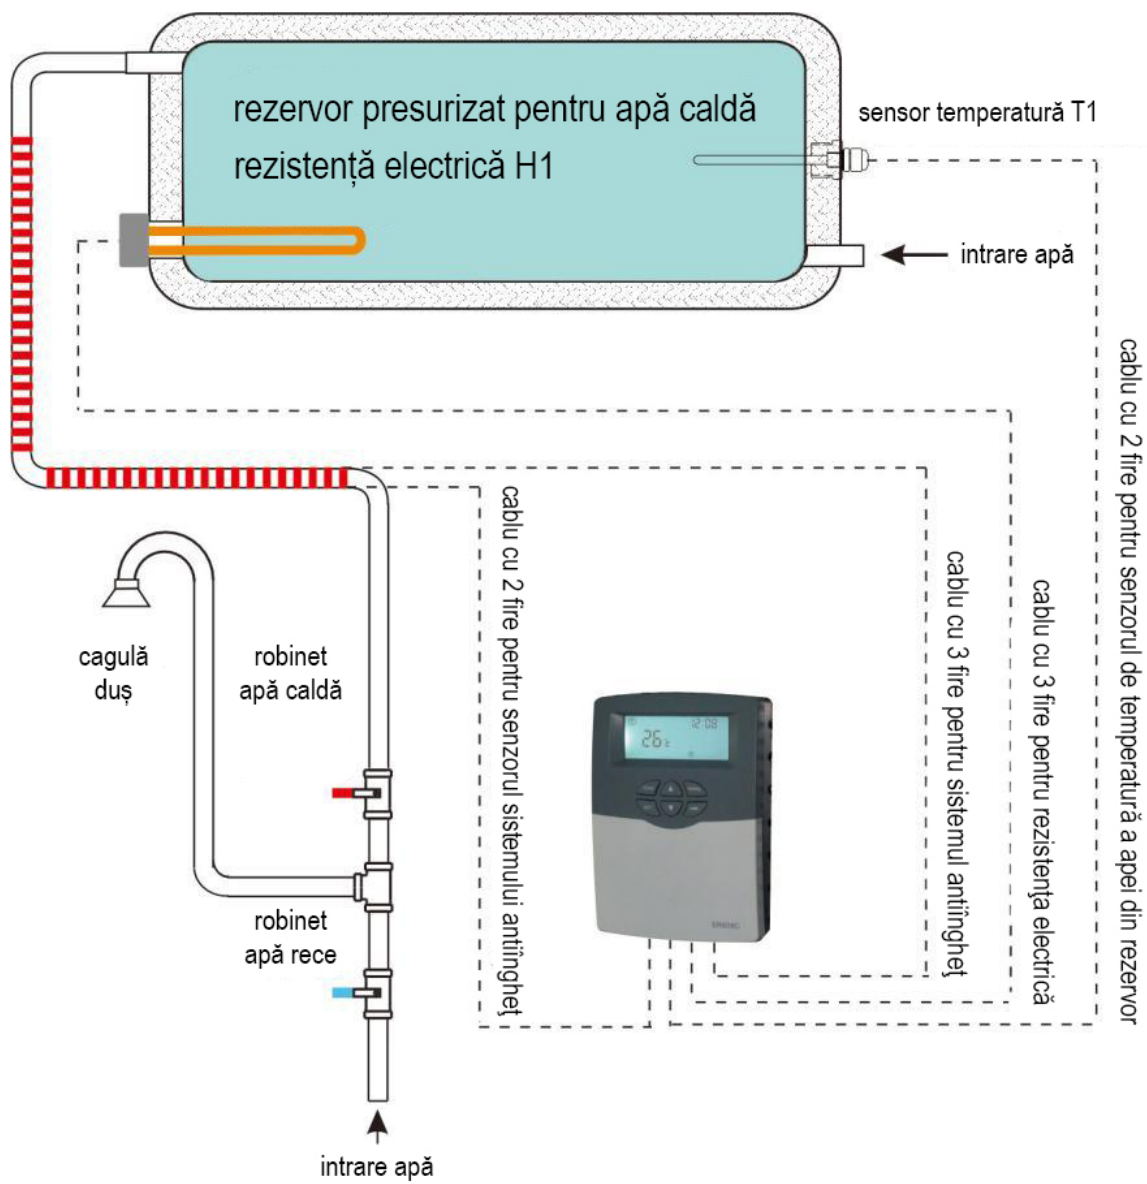 rezervor presurizat pentru apă caldă
rezistență electrică H1
sensor temperatură T1
intrare apă
cablu cu 2 fire pentru senzorul de temperatură a apei din rezervor
cablu cu 3 fire pentru rezistența electrică
cablu cu 3 fire pentru sistemul antiîngheţ
cablu cu 2 fire pentru senzorul sistemului antiîngheţ
cagulă
duș
robinet
apă caldă
12:08
26
robinet
apă rece
intrare apă